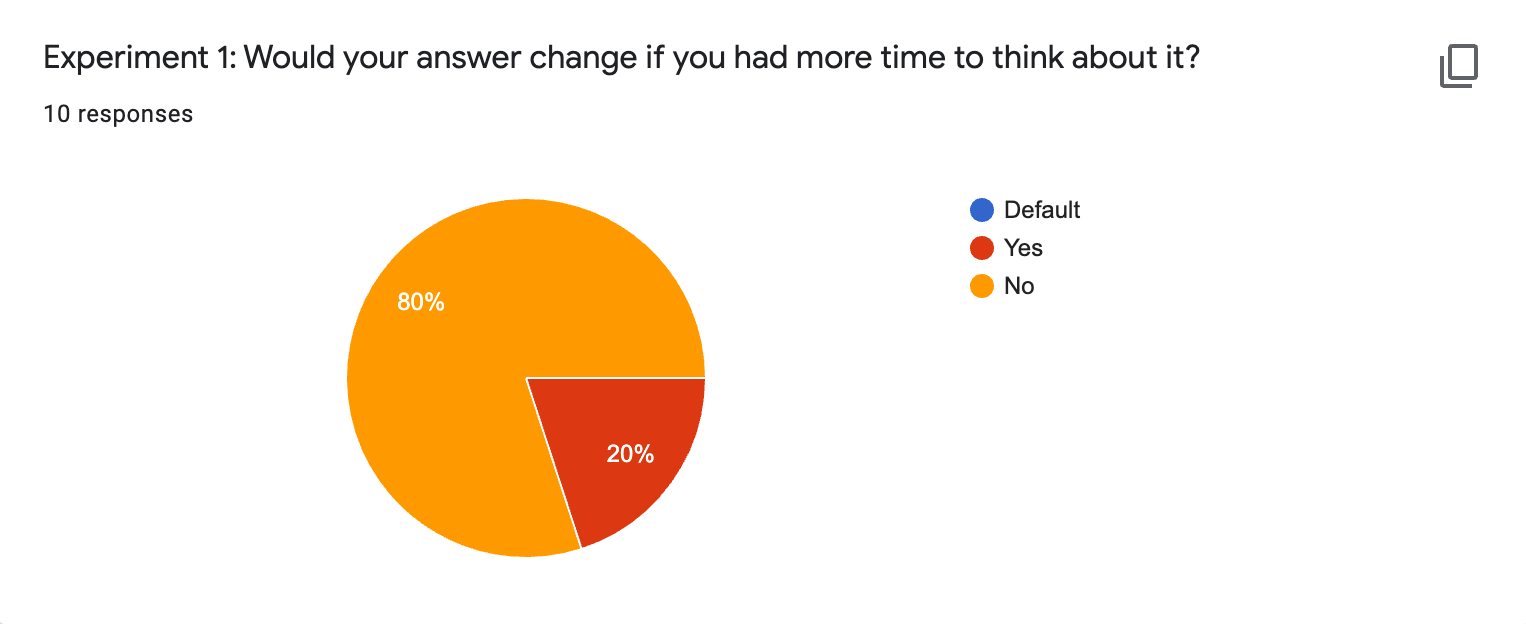 Experiment 1: Would your answer change if you had more time to think about it?
10 responses
Default
Yes
No
80%
20%